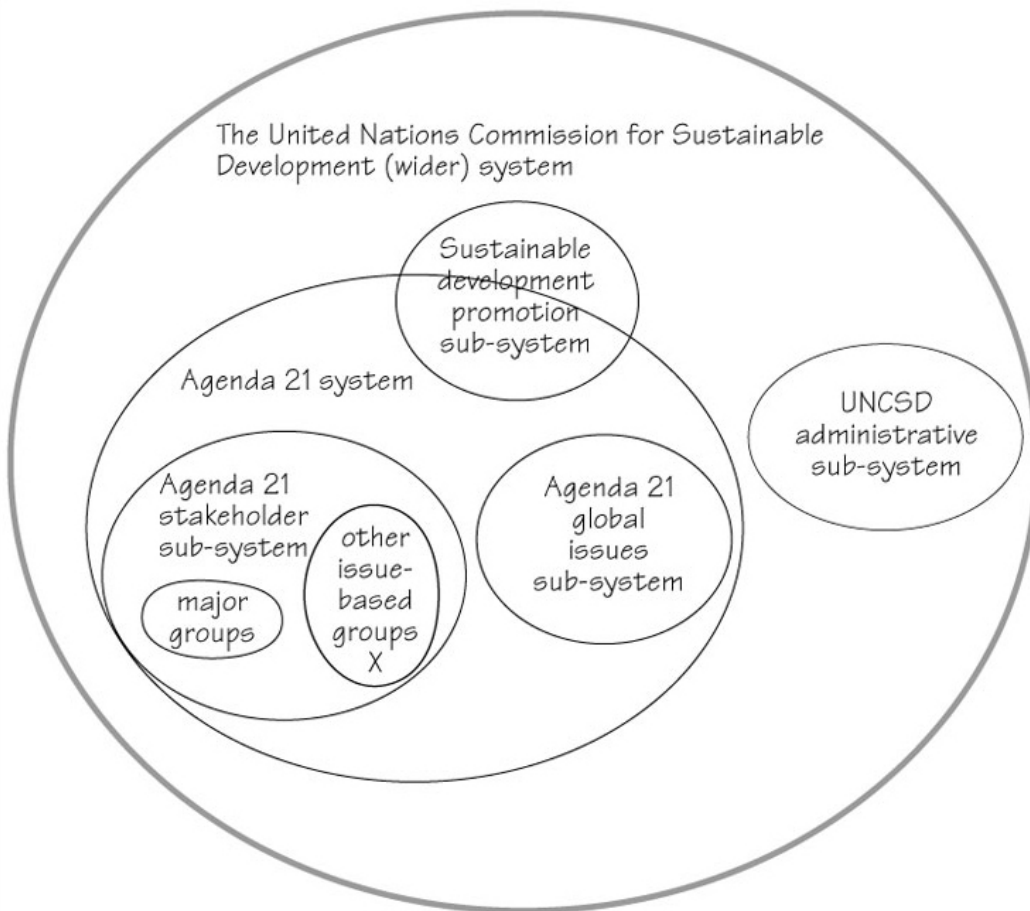 The United Nations Commission for Sustainable
Development (wider) system
Sustainable
development
promotion
sub-system
Agenda 21 system
UNCSD
administrative
sub-system
Agenda 21
stakeholder
sub-system
other
issue-
based
groups
X
major
groups
Agenda 21
global
issues
sub-system